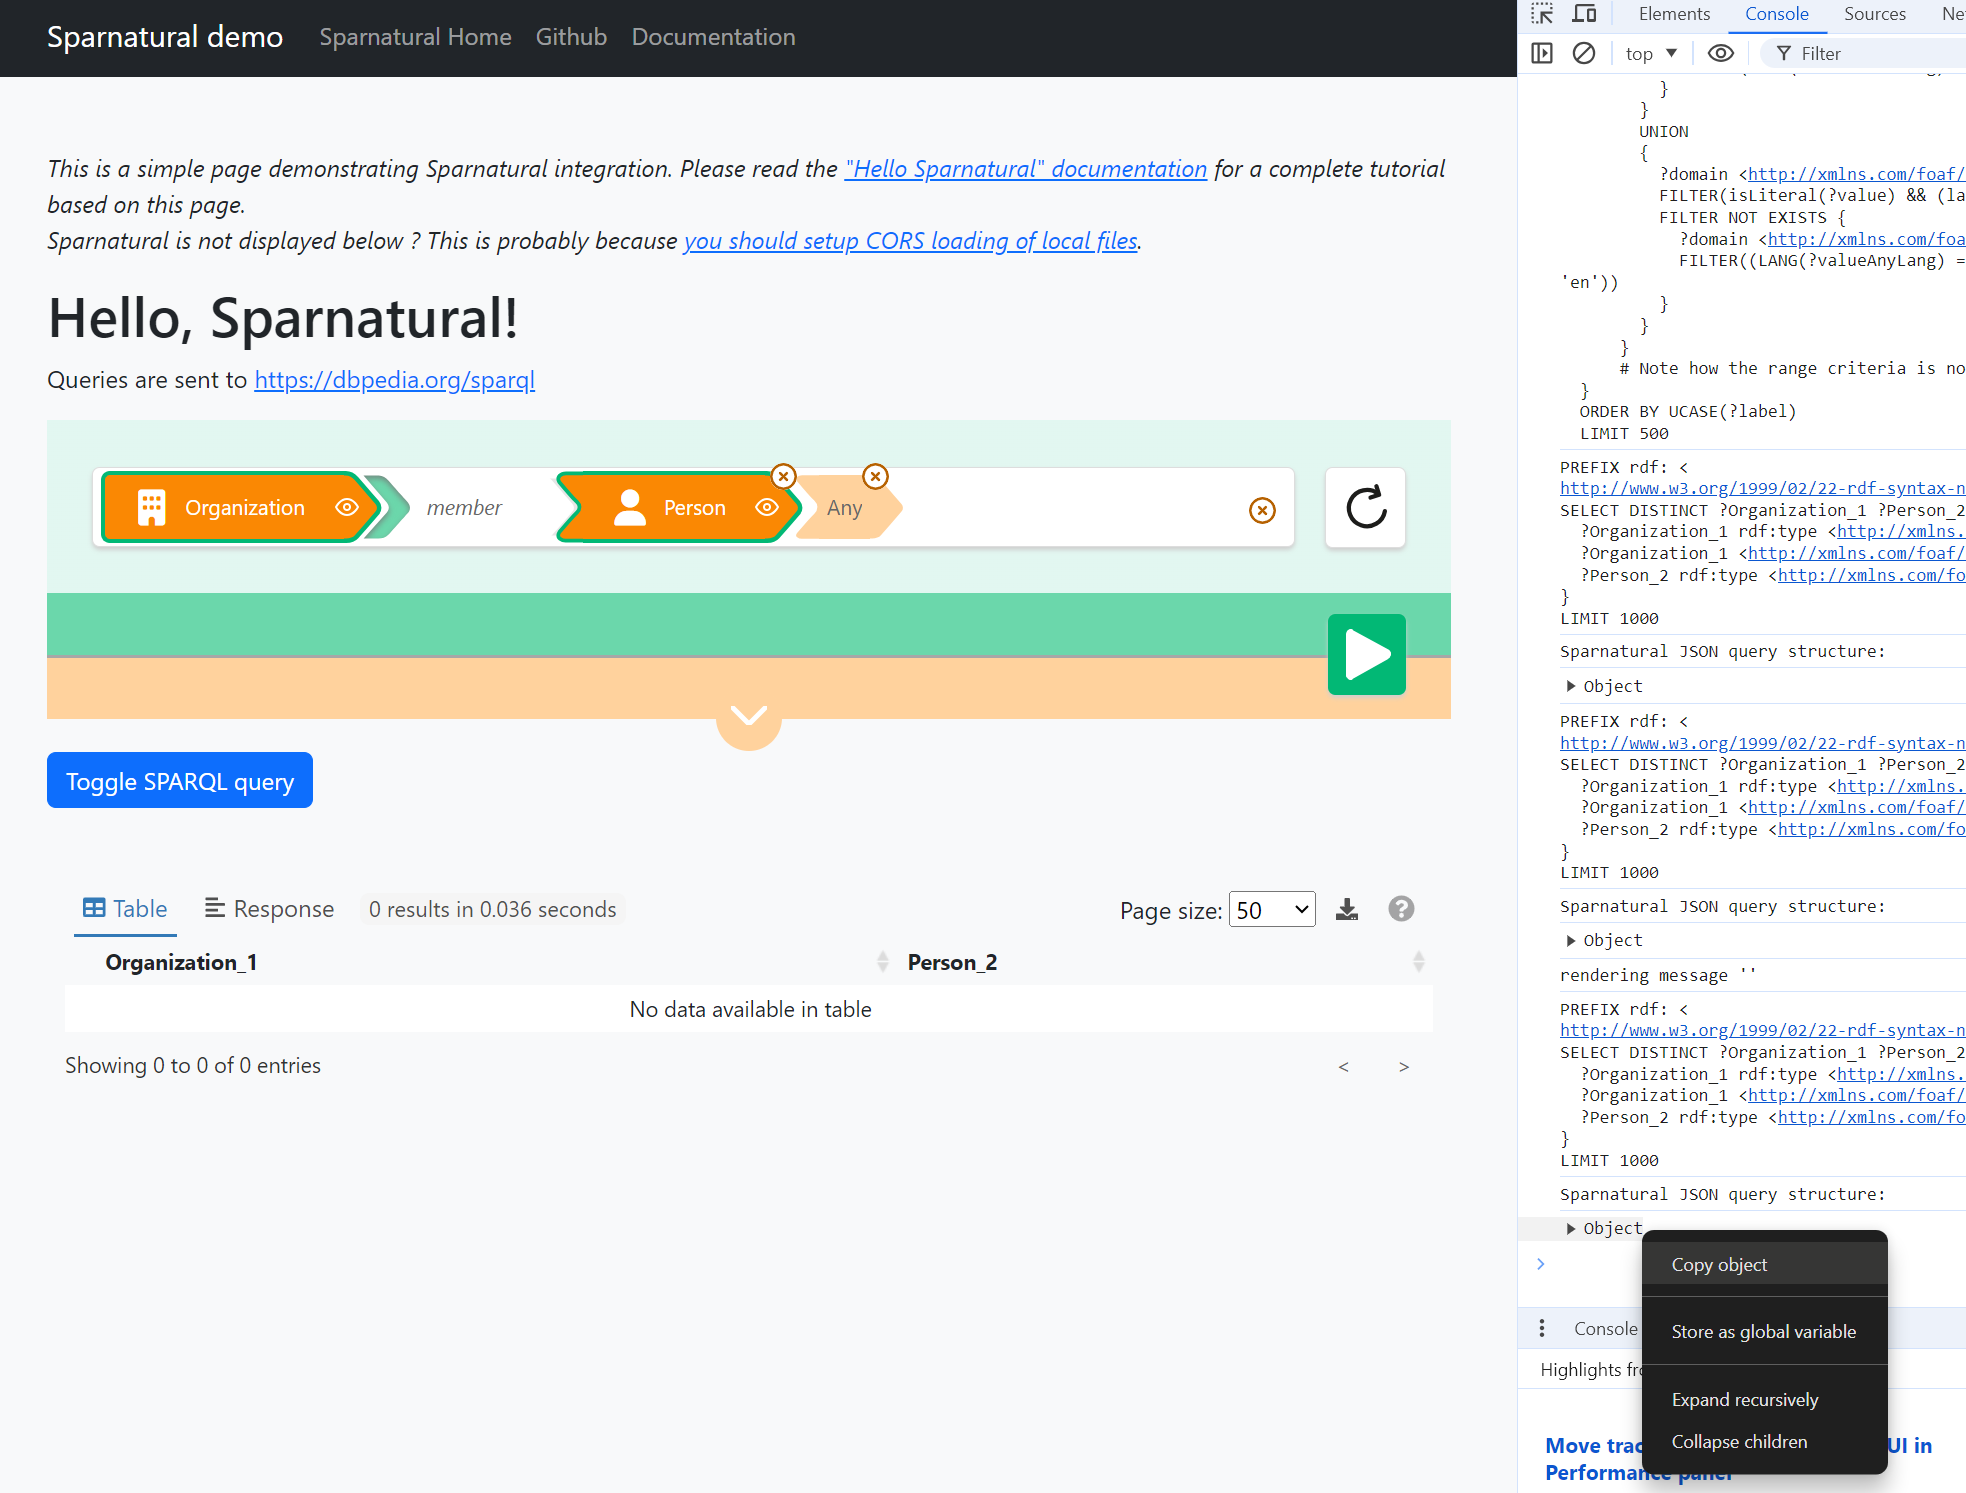 Sparnatural demo Sparnatural Home Github Documentation
This is a simple page demonstrating Sparnatural integration. Please read the "Hello Sparnatural" documentation for a complete tutorial
based on this page.
Sparnatural is not displayed below ? This is probably because you should setup CORS loading of local files.
Hello, Sparnatural!
Queries are sent to https://dbpedia.org/sparql
Organization member Person Any
Toggle SPARQL query
Table Response 0 results in 0.036 seconds Page size: 50
Organization_1 Person_2
No data available in table
Showing 0 to 0 of 0 entries < >
Elements Console Sources Ne
top Filter
}
}
UNION
{
?domain <http://xmlns.com/foaf/
FILTER(isLiteral(?value) && (la
FILTER NOT EXISTS {
?domain <http://xmlns.com/foa
FILTER((LANG(?valueAnyLang) =
'en'))
}
}
}
# Note how the range criteria is no
}
ORDER BY UCASE(?label)
LIMIT 500
PREFIX rdf: <
http://www.w3.org/1999/02/22-rdf-syntax-n
SELECT DISTINCT ?Organization_1 ?Person_2
?Organization_1 rdf:type <http://xmlns.
?Organization_1 <http://xmlns.com/foaf/
?Person_2 rdf:type <http://xmlns.com/fo
}
LIMIT 1000
Sparnatural JSON query structure:
Object
PREFIX rdf: <
http://www.w3.org/1999/02/22-rdf-syntax-n
SELECT DISTINCT ?Organization_1 ?Person_2
?Organization_1 rdf:type <http://xmlns.
?Organization_1 <http://xmlns.com/foaf/
?Person_2 rdf:type <http://xmlns.com/fo
}
LIMIT 1000
Sparnatural JSON query structure:
Object
rendering message ''
PREFIX rdf: <
http://www.w3.org/1999/02/22-rdf-syntax-n
SELECT DISTINCT ?Organization_1 ?Person_2
?Organization_1 rdf:type <http://xmlns.
?Organization_1 <http://xmlns.com/foaf/
?Person_2 rdf:type <http://xmlns.com/fo
}
LIMIT 1000
Sparnatural JSON query structure:
Object
Copy object
Store as global variable
Expand recursively
Collapse children
Console
Highlights fro
Move trac UI in
Performance panel